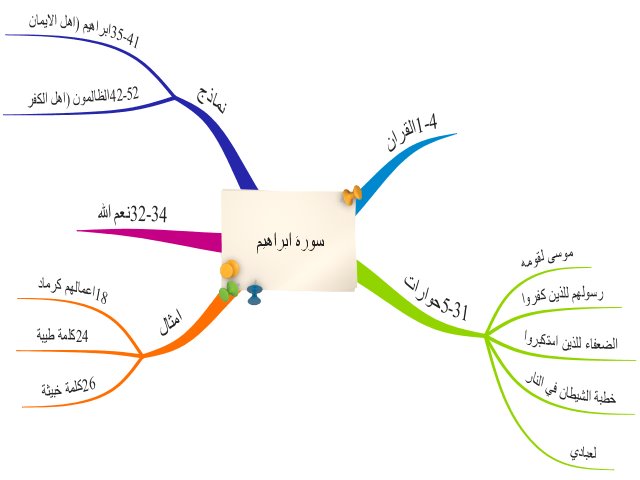 سورة ابراهيم
1-4القران
5-31حوارات
موسى لقومه
رسولهم للذين كفروا
الضعفاء للذين استكبروا
خطبة الشيطان في النار
لعبادي
امثال
18اعمالهم كرماد
24كلمة طيبة
26كلمة خبيثة
32-34نعم الله
نماذج
35-41ابراهيم (اهل الايمان
42-52الظالمون (اهل الكفر